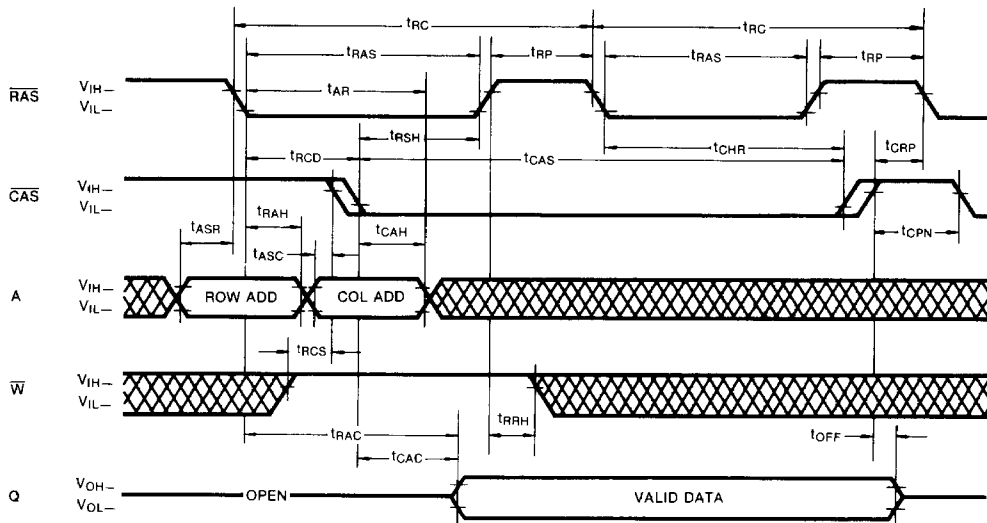 tRC tRC
tRAS tRP tRAS tRP
RAS VIH VIL tAR
tRSH tCHR tCRP
tRCD tCAS
CAS VIH VIL
tASR tRAH tCAH tCPN
tASC
A VIH VIL ROW ADD COL ADD
tRCS
W VIH VIL
tRAC tRRH tOFF
tCAC
Q VOH VOL OPEN VALID DATA